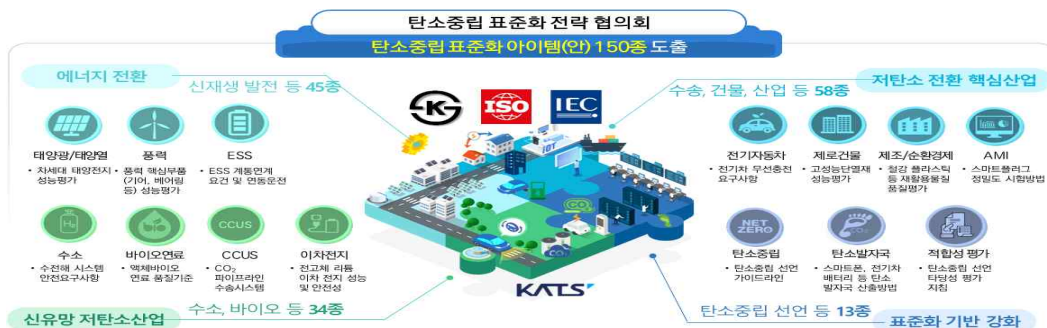 탄소중립 표준화 전략 협의회
탄소중립 표준화 아이템(안) 150종 도출
에너지 전환
신재생 발전 등 45종
태양광/태양열
• 차세대 태양전지
성능평가
풍력
• 풍력 핵심부품
(기어, 베어링
등) 성능평가
ESS
• ESS 계통연계
요건 및 연동운전
K
ISO
IEC
IOT
CO₂
수송, 건물, 산업 등 58종
저탄소 전환 핵심산업
전기자동차
• 전기차 무선충전
요구사항
제로건물
• 고성능단열재
성능평가
제조/순환경제
• 철강 플라스틱
등 재활용물질
품질평가
AMI
• 스마트플러그
정밀도 시험방법
H₂
수소
• 수전해 시스템
안전요구사항
바이오연료
• 액체바이오
연료 품질기준
CCUS
CCUS
• CO₂
파이프라인
수송시스템
이차전지
• 전고체 리튬
이차 전지 성능
및 안전성
신유망 저탄소산업
수소, 바이오 등 34종
KATS
NET
ZERO
탄소중립
• 탄소중립 선언
가이드라인
CO₂
탄소발자국
• 스마트폰, 전기차
배터리 등 탄소
발자국 산출방법
적합성 평가
• 탄소중립 선언
타당성 평가
지침
탄소중립 선언 등 13종
표준화 기반 강화